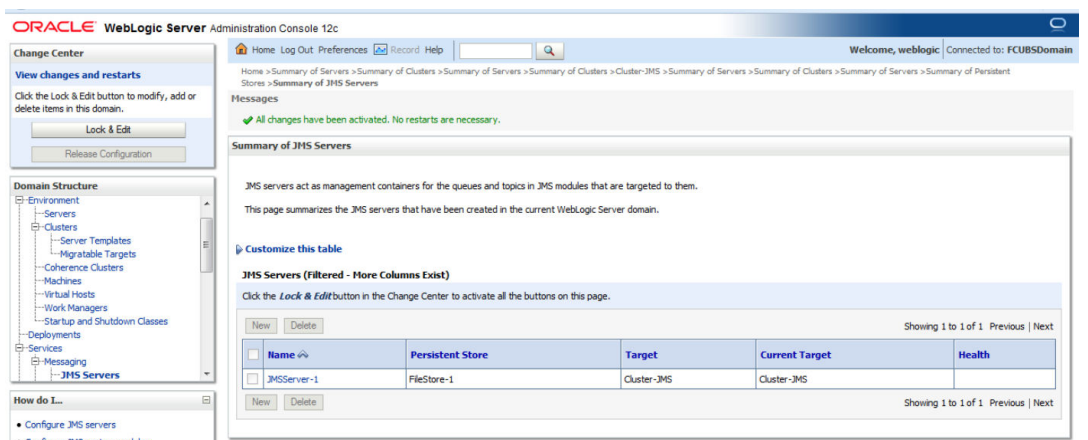 ORACLE WebLogic Server Administration Console 12c
Change Center
View changes and restarts
Click the Lock & Edit button to modify, add or
delete items in this domain.
Lock & Edit
Release Configuration
Domain Structure
Environment
Servers
Clusters
Server Templates
Migratable Targets
Coherence Clusters
Machines
Virtual Hosts
Work Managers
Startup and Shutdown Classes
Deployments
Services
Messaging
JMS Servers
How do I...
Configure JMS servers
Home Log Out Preferences Record Help
Welcome, weblogic Connected to: FCUBSDomain
Home >Summary of Servers >Summary of Clusters >Summary of Servers >Summary of Clusters >Cluster-JMS >Summary of Servers >Summary of Clusters >Summary of Servers >Summary of Persistent
Stores >Summary of JMS Servers
Messages
All changes have been activated. No restarts are necessary.
Summary of JMS Servers
JMS servers act as management containers for the queues and topics in JMS modules that are targeted to them.
This page summarizes the JMS servers that have been created in the current WebLogic Server domain.
Customize this table
JMS Servers (Filtered - More Columns Exist)
Click the Lock & Edit button in the Change Center to activate all the buttons on this page.
New Delete Showing 1 to 1 of 1 Previous | Next
Name Persistent Store Target Current Target Health
JMSServer-1 FileStore-1 Cluster-JMS Cluster-JMS
New Delete Showing 1 to 1 of 1 Previous | Next